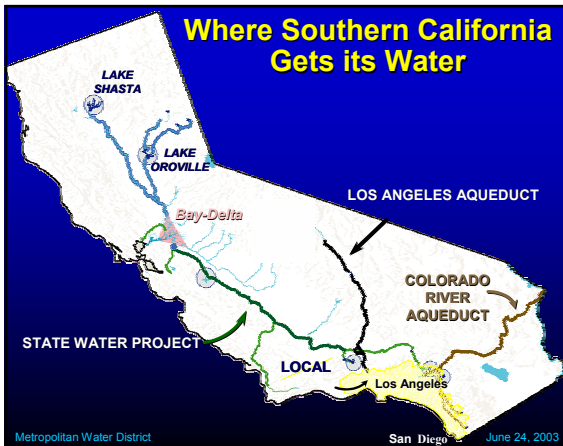 Where Southern California
Gets its Water
LAKE
SHASTA
LAKE
OROVILLE
LOS ANGELES AQUEDUCT
Bay-Delta
COLORADO
RIVER
AQUEDUCT
STATE WATER PROJECT
LOCAL
Los Angeles
Metropolitan Water District
San Diego
June 24, 2003